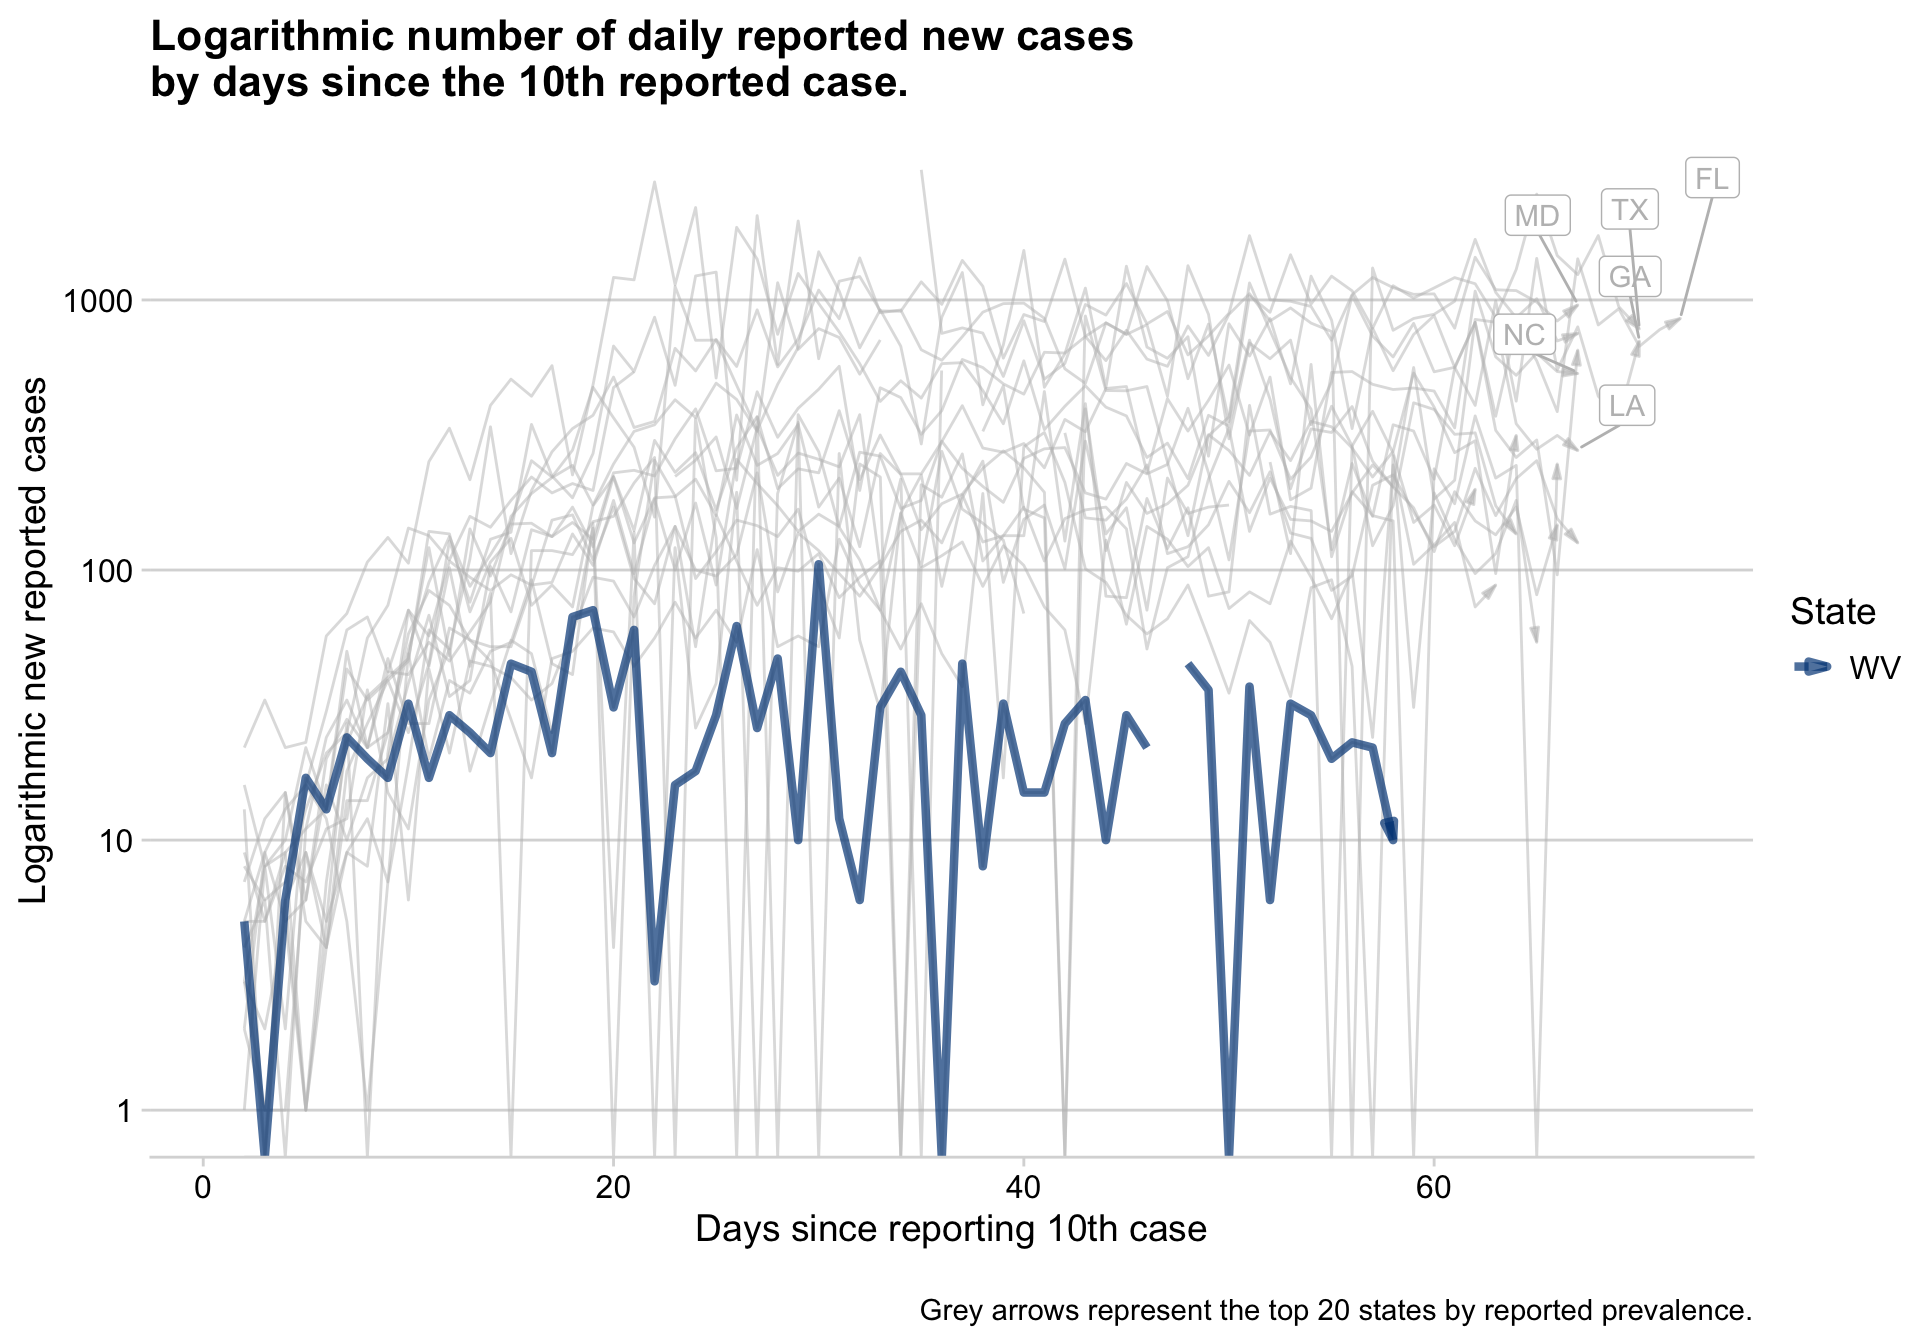 Logarithmic number of daily reported new cases
by days since the 10th reported case.
FL
TX
MD
GA
1000
NC
LA
Logarithmic new reported cases
100
State
WV
10
1
0
20
40
60
Days since reporting 10th case
Grey arrows represent the top 20 states by reported prevalence.